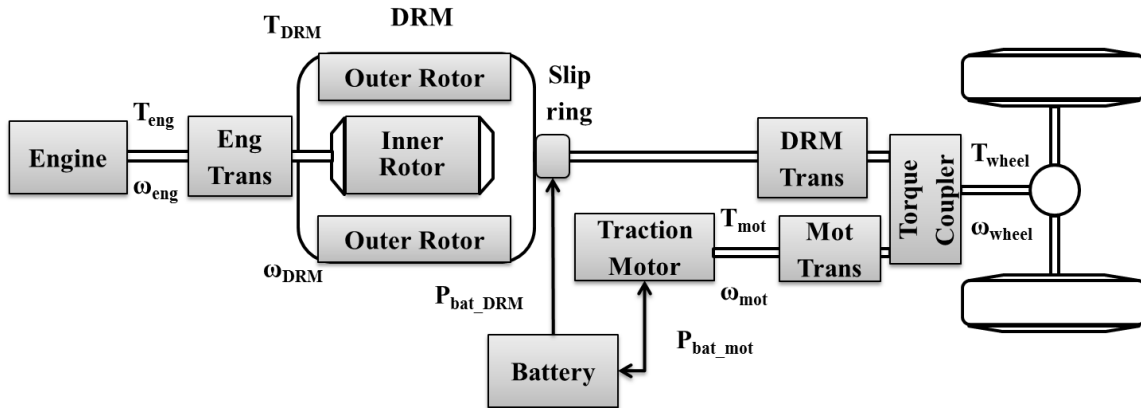 DRM
T_DRM
Outer Rotor
Slip
ring
T_eng
Engine
ω_eng
Eng
Trans
Inner
Rotor
DRM
Trans
Torque
Coupler
T_wheel
ω_wheel
Outer Rotor
ω_DRM
Traction
Motor
T_mot
ω_mot
Mot
Trans
P_bat_DRM
P_bat_mot
Battery